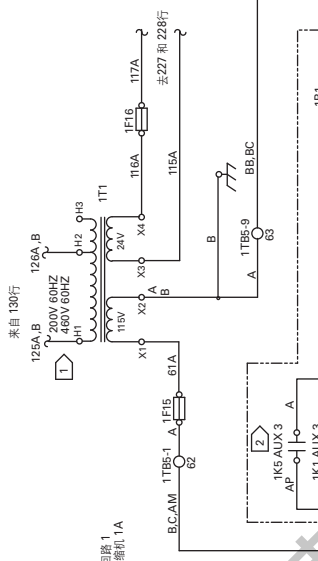 来自 130行
125A,B
126A,B
200V 60HZ
460V 60HZ
H1
H2
H3
1
1T1
115V
24V
X1
X2
X3
X4
116A
1F16
117A
115A
去227 和 228行
A
B
61A
1F15
A
1TB5-1
62
B,C,AM
B
A
1TB5-9
63
BB,BC
回路 1
缩机 1A
2
AP
A
1K5 AUX 3
1K1 AUX 3
1R1